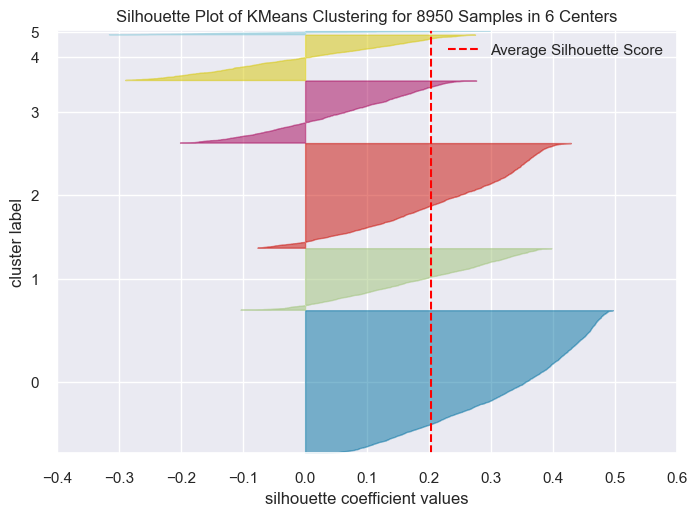 Silhouette Plot of KMeans Clustering for 8950 Samples in 6 Centers
Average Silhouette Score
cluster label
5
4
3
2
1
0
−0.4 −0.3 −0.2 −0.1 0.0 0.1 0.2 0.3 0.4 0.5 0.6
silhouette coefficient values